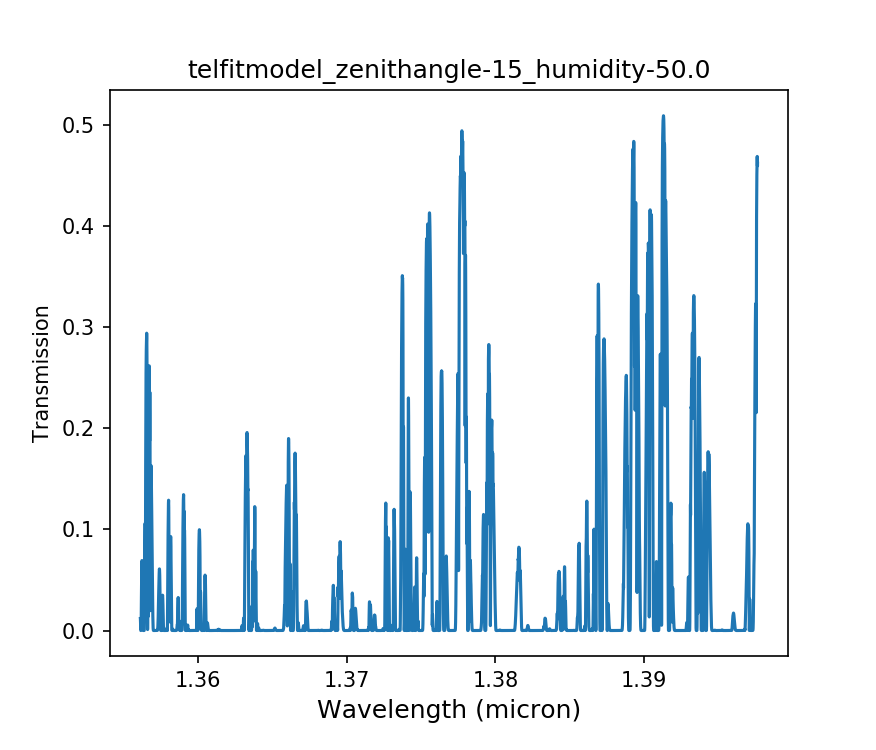 telfitmodel_zenithangle-15_humidity-50.0
0.5
0.4
0.3
0.2
0.1
0.0
Transmission
1.36 1.37 1.38 1.39
Wavelength (micron)